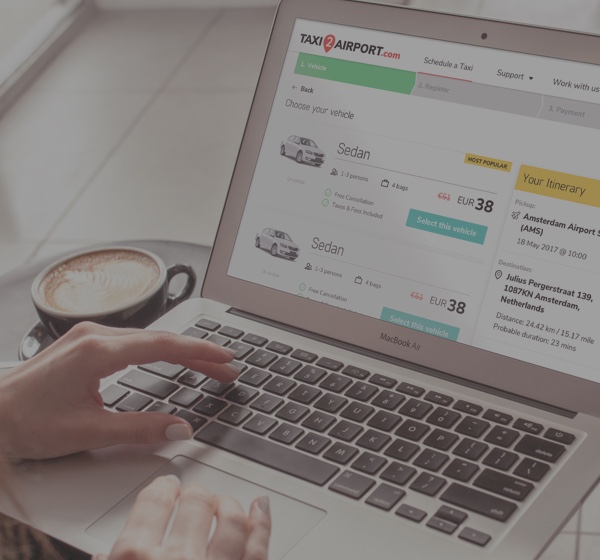 TAXI 2 AIRPORT.com
Schedule a Taxi
Support
Work with us
1. Vehicle
2. Register
3. Payment
← Back
Choose your vehicle
Sedan
MOST POPULAR
1-3 persons
4 bags
Free Cancellation
Taxes & Fees Included
€51 EUR 38
Select this vehicle
Sedan
1-3 persons
4 bags
Free Cancellation
€51 EUR 38
Select this vehicle
Your Itinerary
Pickup:
Amsterdam Airport S
(AMS)
18 May 2017 @ 10:00
Destination:
Julius Pergerstraat 139,
1087KN Amsterdam,
Netherlands
Distance: 24.42 km / 15.17 mile
Probable duration: 23 mins
MacBook Air